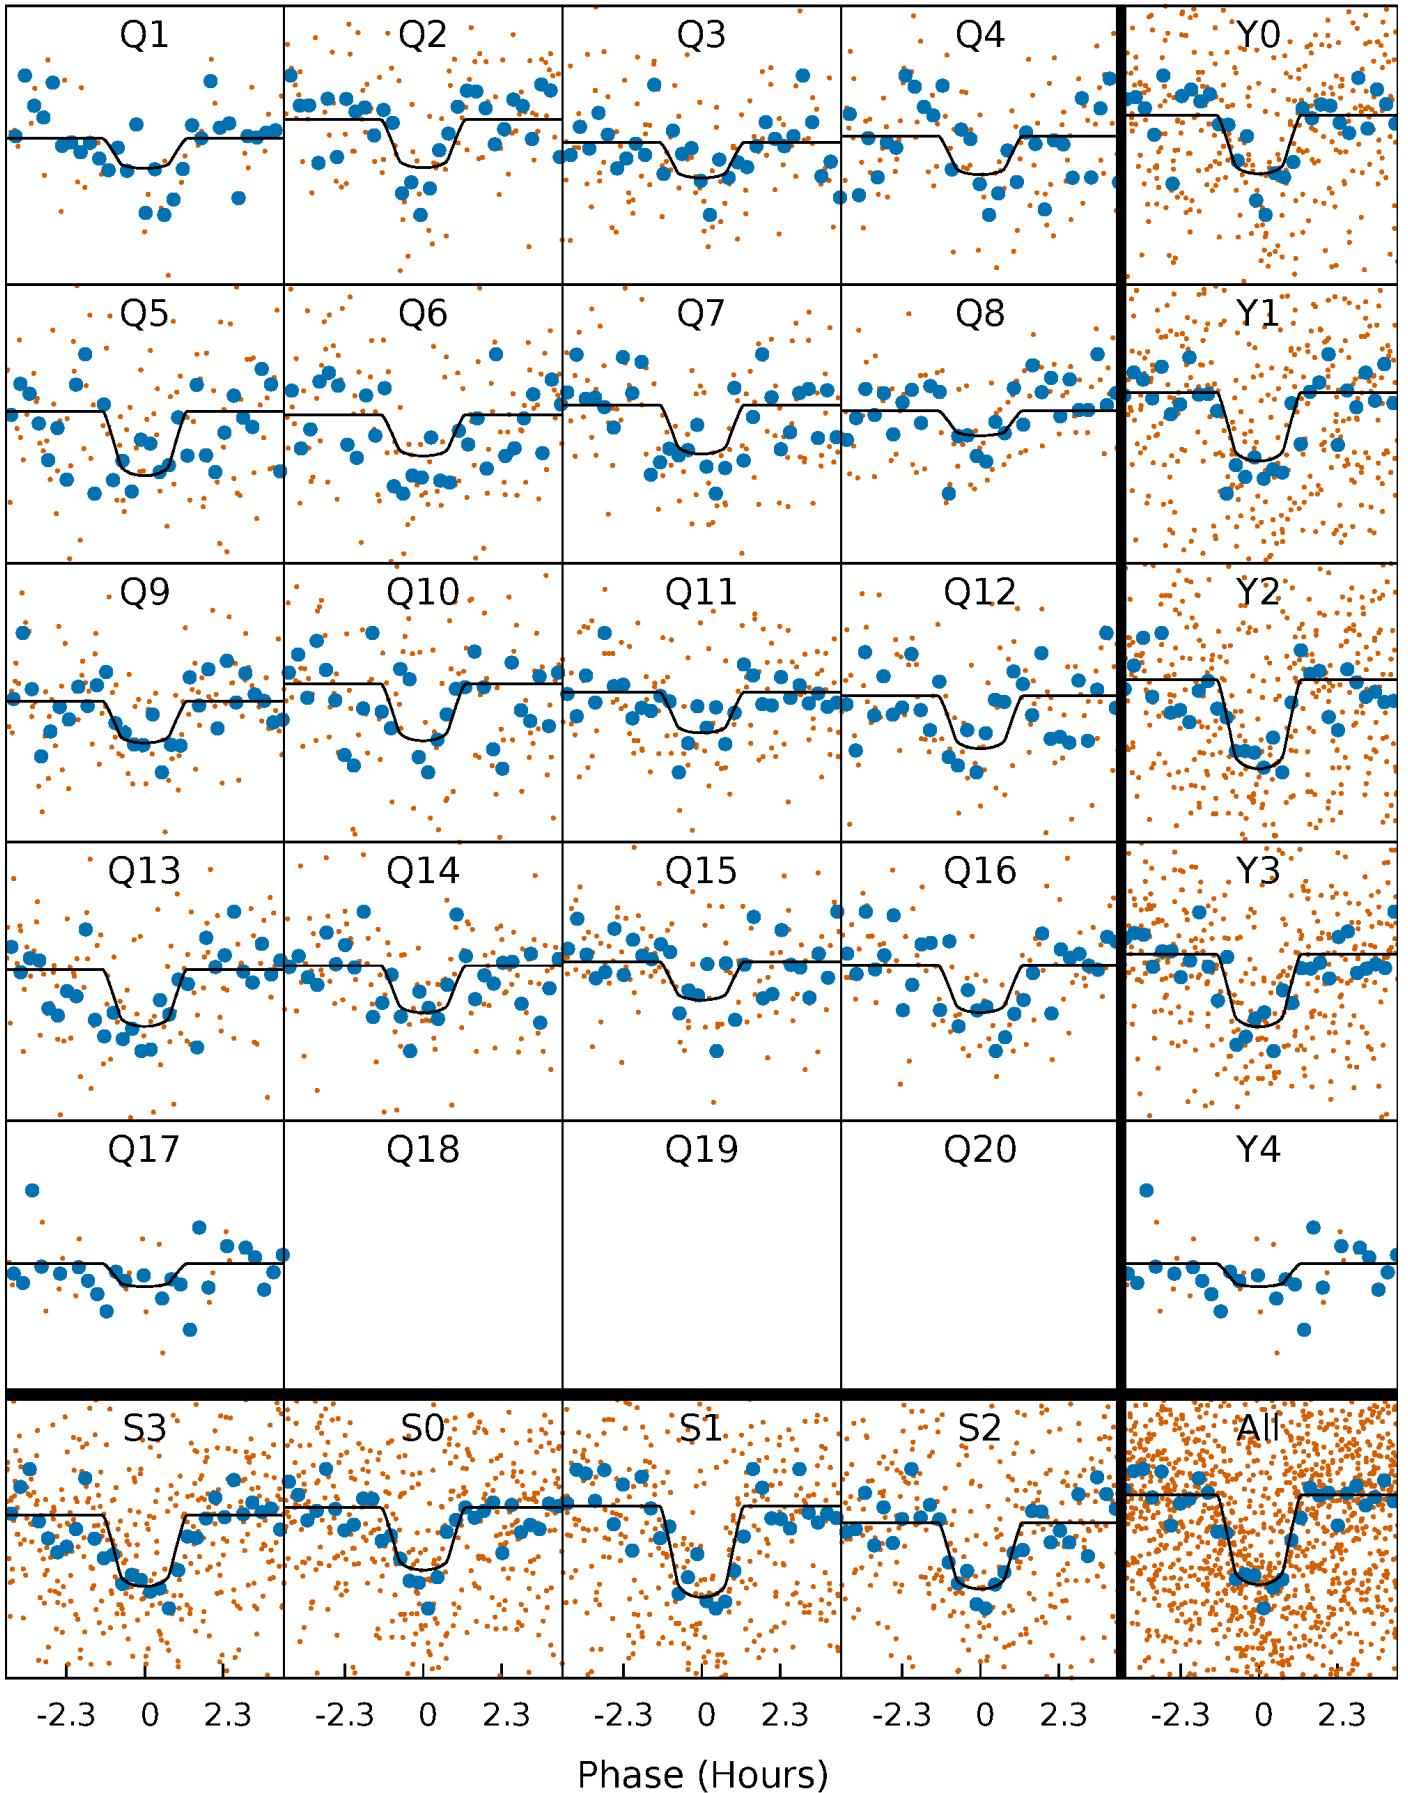 Q1 Q2 Q3 Q4 Y0
Q5 Q6 Q7 Q8 Y1
Q9 Q10 Q11 Q12 Y2
Q13 Q14 Q15 Q16 Y3
Q17 Q18 Q19 Q20 Y4
S3 S0 S1 S2 All
-2.3 0 2.3 -2.3 0 2.3 -2.3 0 2.3 -2.3 0 2.3 -2.3 0 2.3
Phase (Hours)